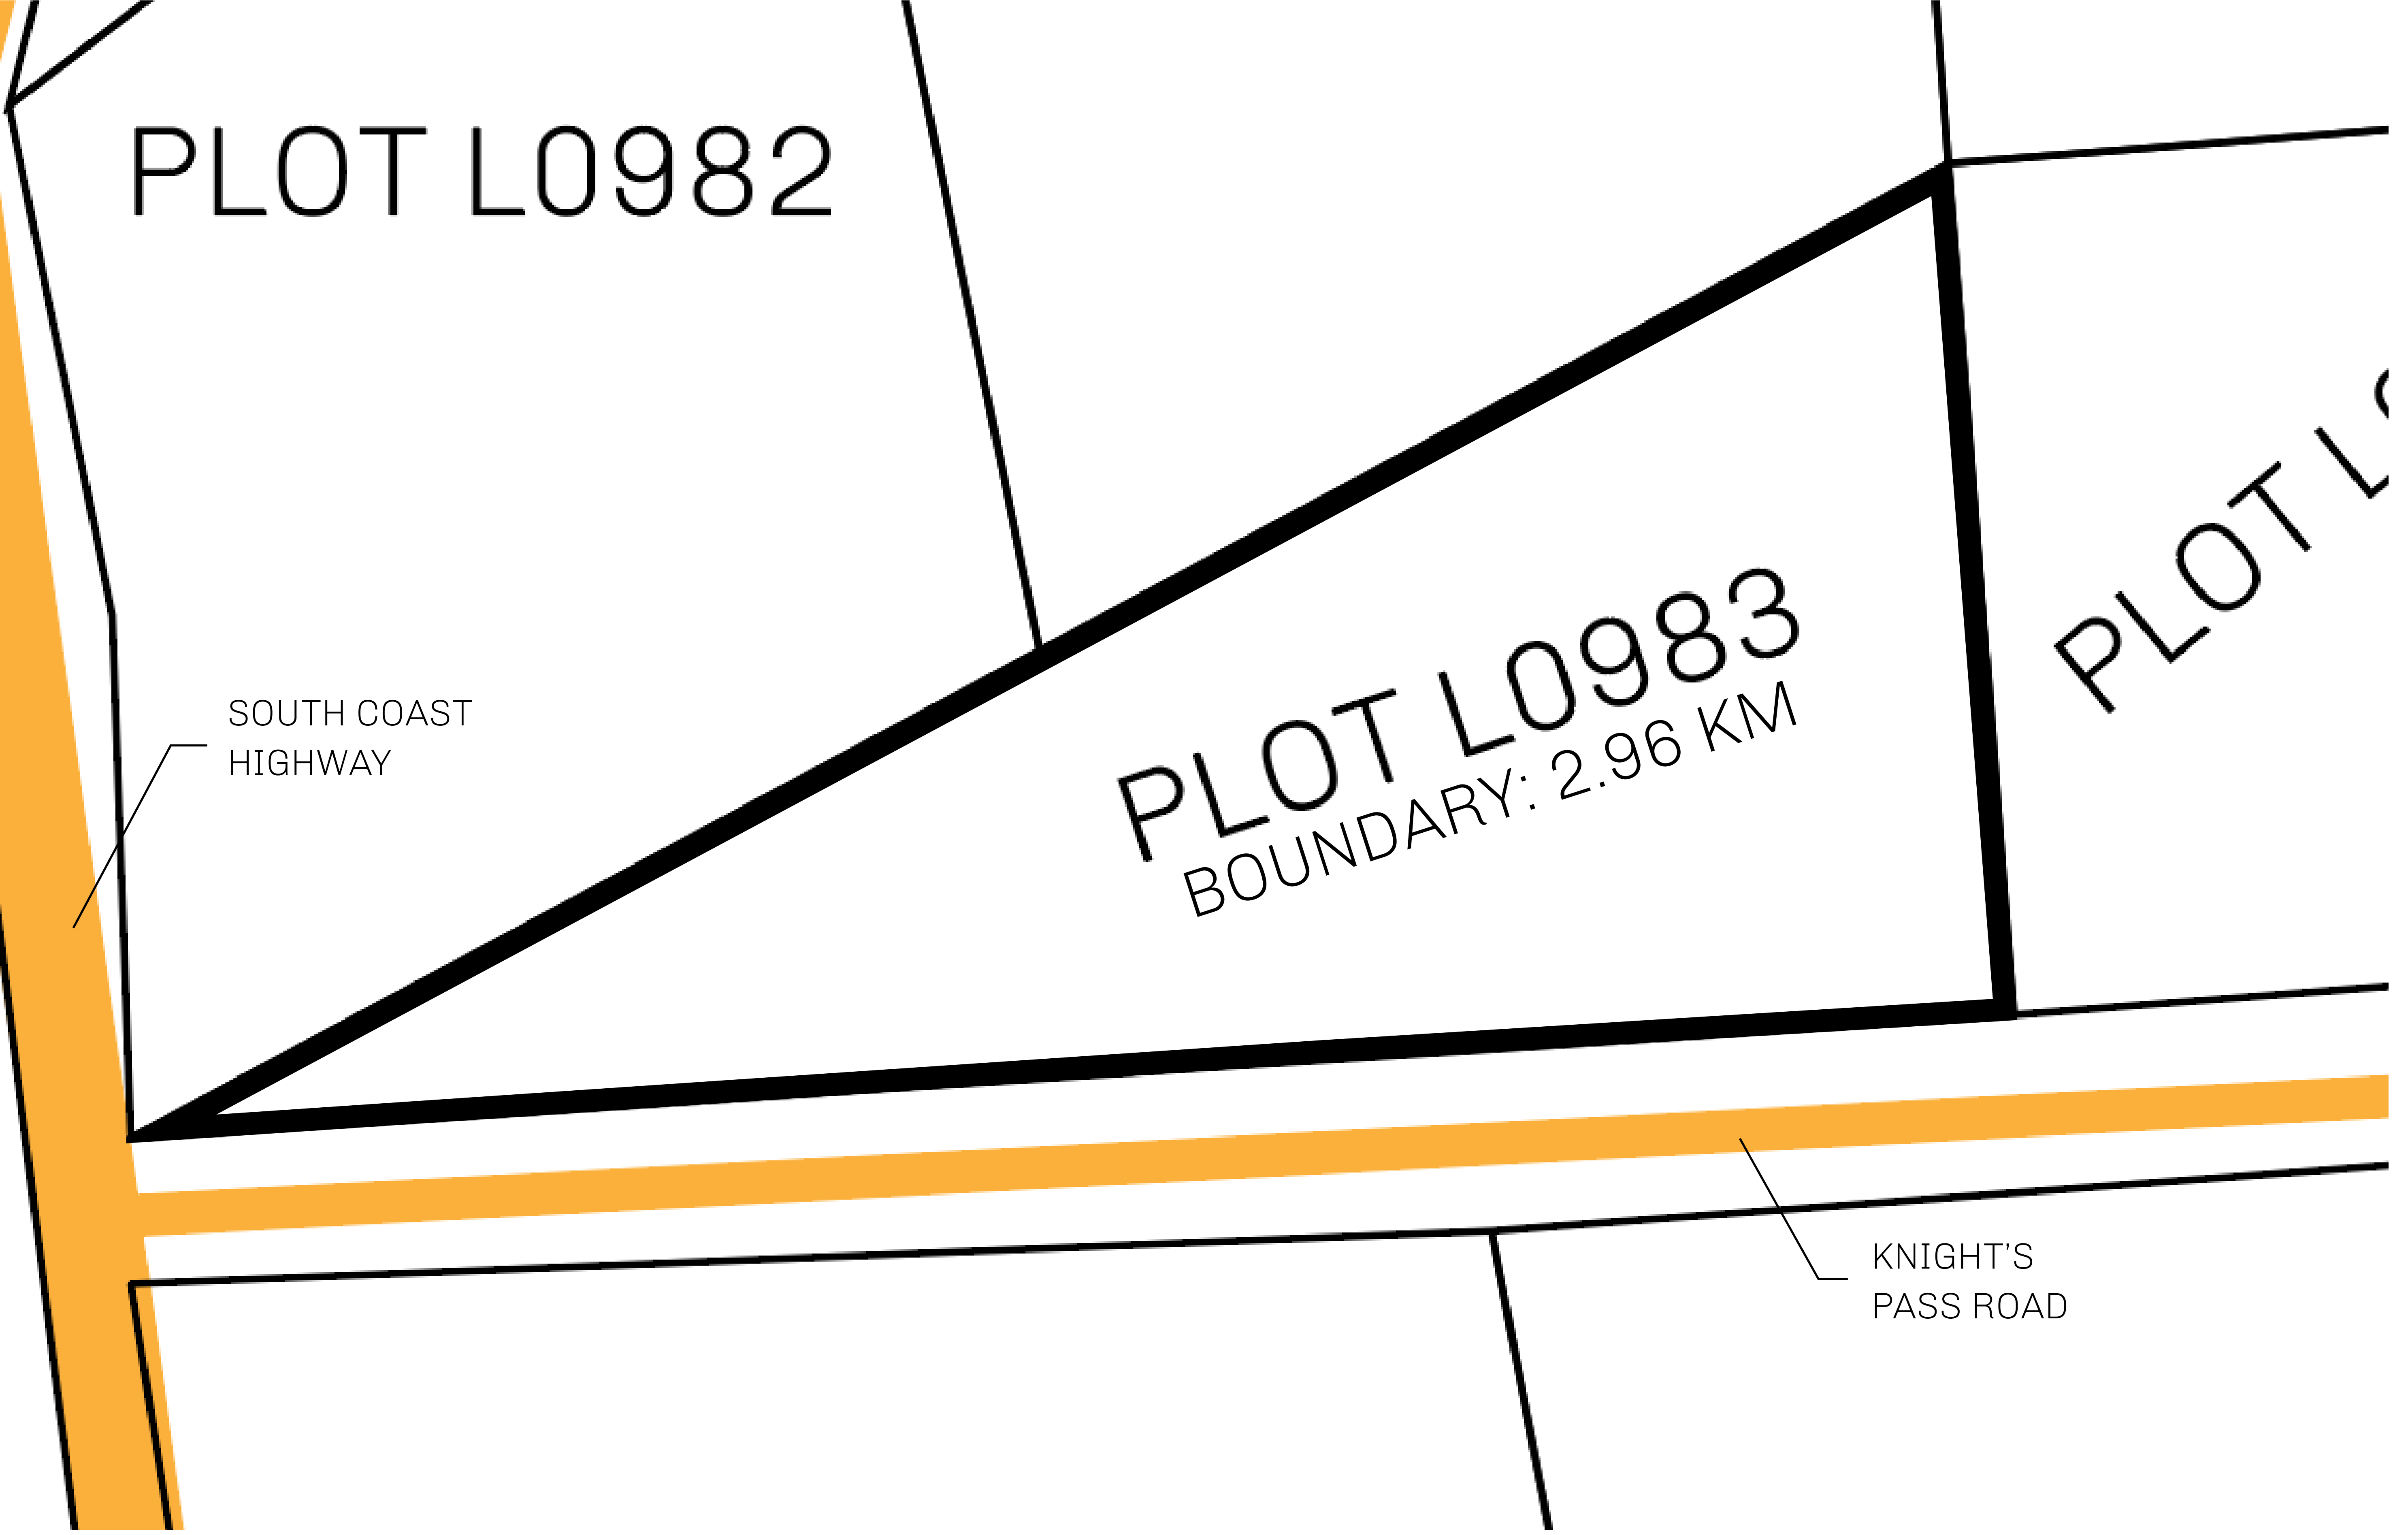 PLOT L0982
PLOT L0983
BOUNDARY: 2.96 KM
PLOT
SOUTH COAST
HIGHWAY
KNIGHT'S
PASS ROAD